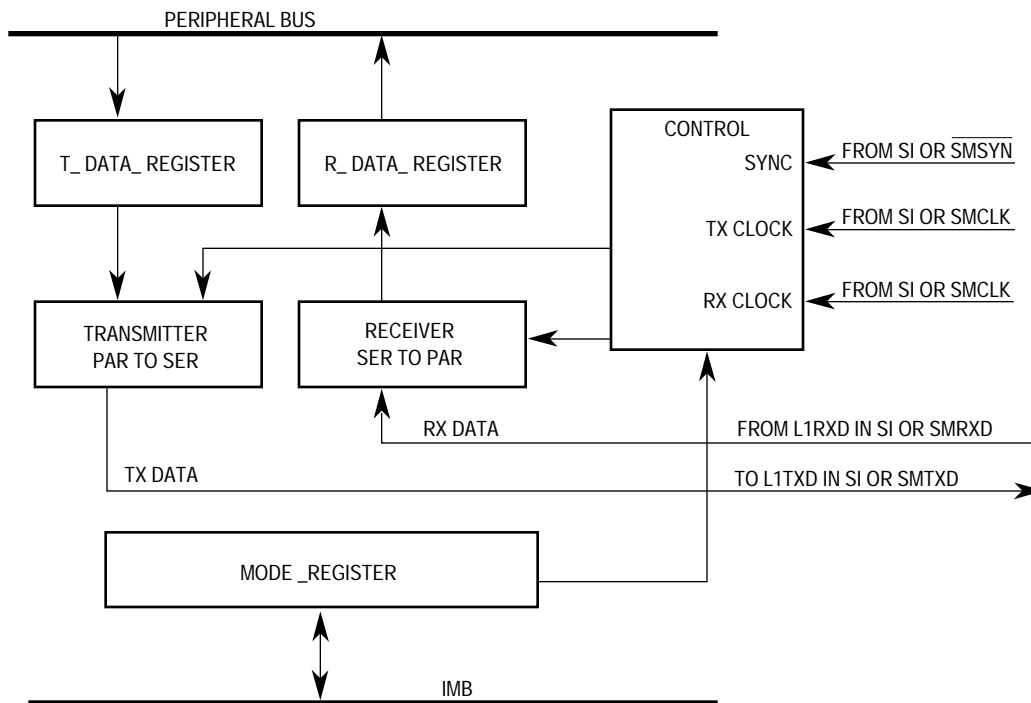 PERIPHERAL BUS
CONTROL
T_ DATA_ REGISTER
R_ DATA_ REGISTER
SYNC
FROM SI OR SMSYN
TX CLOCK
FROM SI OR SMCLK
RX CLOCK
FROM SI OR SMCLK
TRANSMITTER
PAR TO SER
RECEIVER
SER TO PAR
RX DATA
FROM L1RXD IN SI OR SMRXD
TX DATA
TO L1TXD IN SI OR SMTXD
MODE _REGISTER
IMB